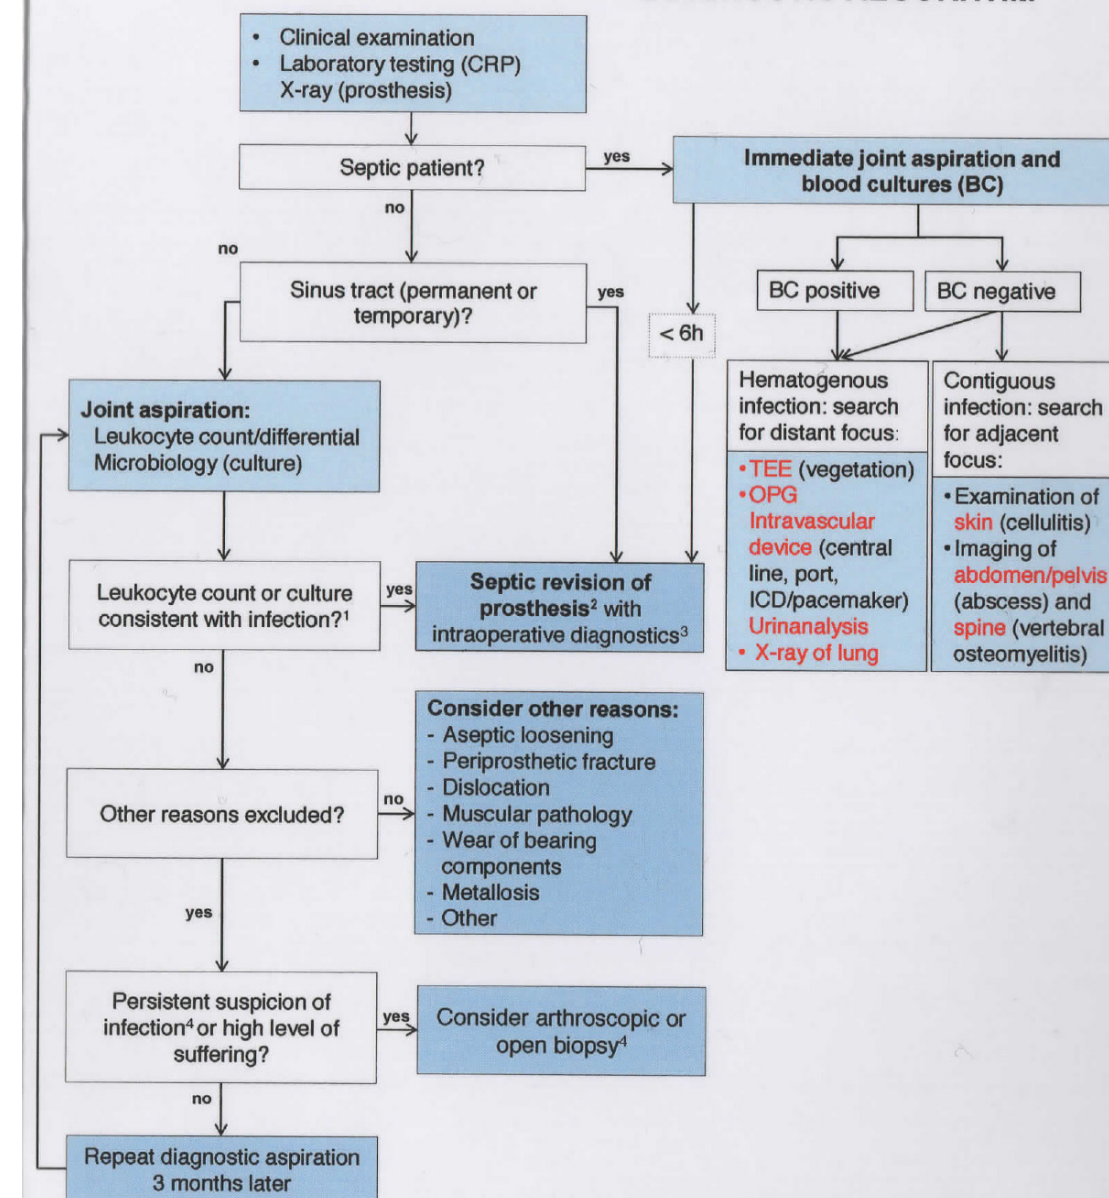 • Clinical examination
• Laboratory testing (CRP)
X-ray (prosthesis)
Septic patient?
yes
Immediate joint aspiration and
blood cultures (BC)
no
no
Sinus tract (permanent or
temporary)?
yes
< 6h
BC positive
BC negative
Hematogenous
infection: search
for distant focus:
• TEE (vegetation)
• OPG
Intravascular
device (central
line, port,
ICD/pacemaker)
Urinanalysis
• X-ray of lung
Contiguous
infection: search
for adjacent
focus:
• Examination of
skin (cellulitis)
• Imaging of
abdomen/pelvis
(abscess) and
spine (vertebral
osteomyelitis)
Joint aspiration:
Leukocyte count/differential
Microbiology (culture)
Leukocyte count or culture
consistent with infection?¹
yes
Septic revision of
prosthesis² with
intraoperative diagnostics³
no
Consider other reasons:
- Aseptic loosening
- Periprosthetic fracture
- Dislocation
- Muscular pathology
- Wear of bearing
components
- Metallosis
- Other
Other reasons excluded?
no
yes
Persistent suspicion of
infection⁴ or high level of
suffering?
yes
Consider arthroscopic or
open biopsy⁴
no
Repeat diagnostic aspiration
3 months later